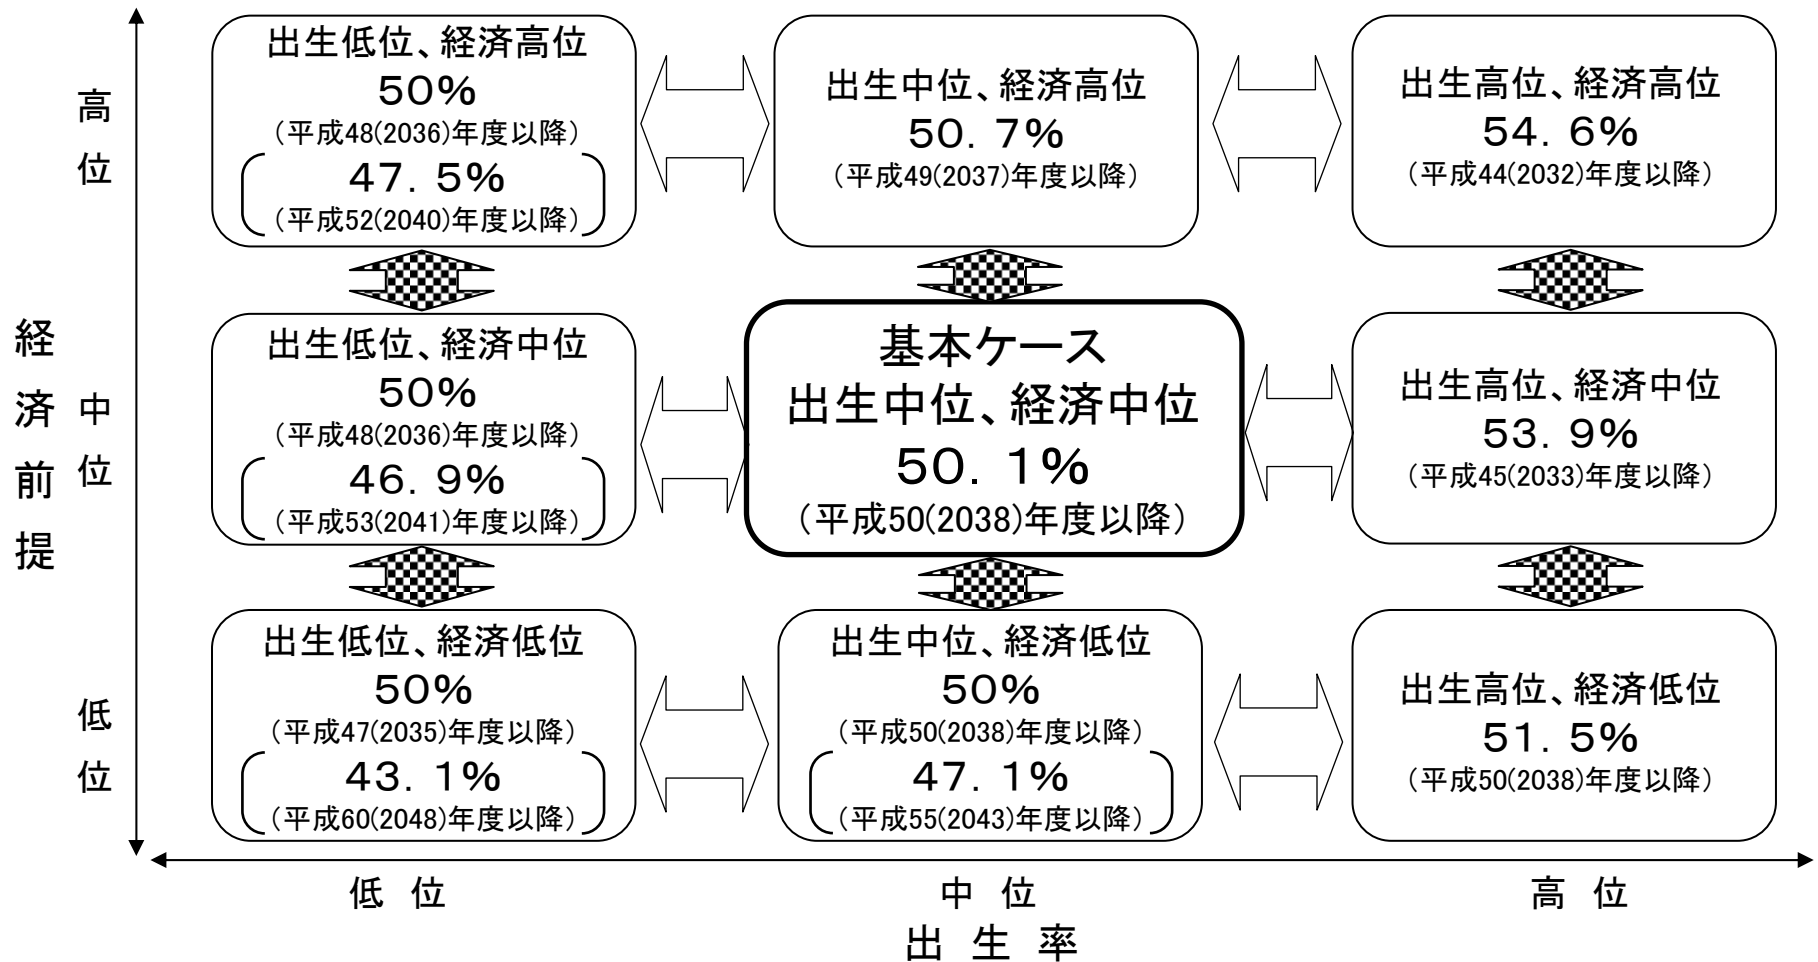 出生低位、経済高位
50%
(平成48(2036)年度以降)
47.5%
(平成52(2040)年度以降)
出生中位、経済高位
50.7%
(平成49(2037)年度以降)
出生高位、経済高位
54.6%
(平成44(2032)年度以降)
出生低位、経済中位
50%
(平成48(2036)年度以降)
46.9%
(平成53(2041)年度以降)
基本ケース
出生中位、経済中位
50.1%
(平成50(2038)年度以降)
出生高位、経済中位
53.9%
(平成45(2033)年度以降)
出生低位、経済低位
50%
(平成47(2035)年度以降)
43.1%
(平成60(2048)年度以降)
出生中位、経済低位
50%
(平成50(2038)年度以降)
47.1%
(平成55(2043)年度以降)
出生高位、経済低位
51.5%
(平成50(2038)年度以降)
高位
中位
低位
経済前提
低位
中位
高位
出生率